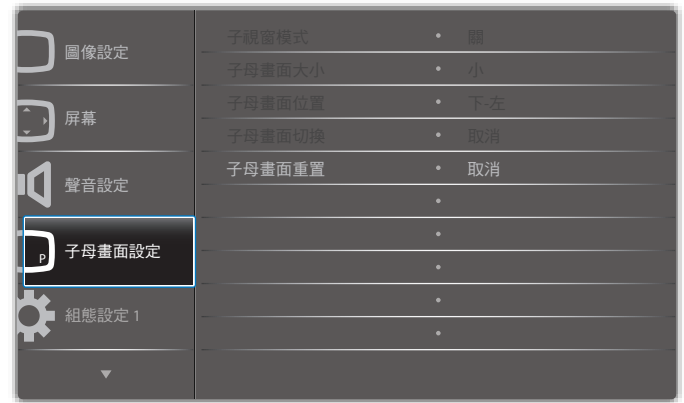 圖像設定
屏幕
聲音設定
P
子母畫面設定
組態設定 1
子視窗模式 • 關
子母畫面大小 • 小
子母畫面位置 • 下-左
子母畫面切換 • 取消
子母畫面重置 • 取消